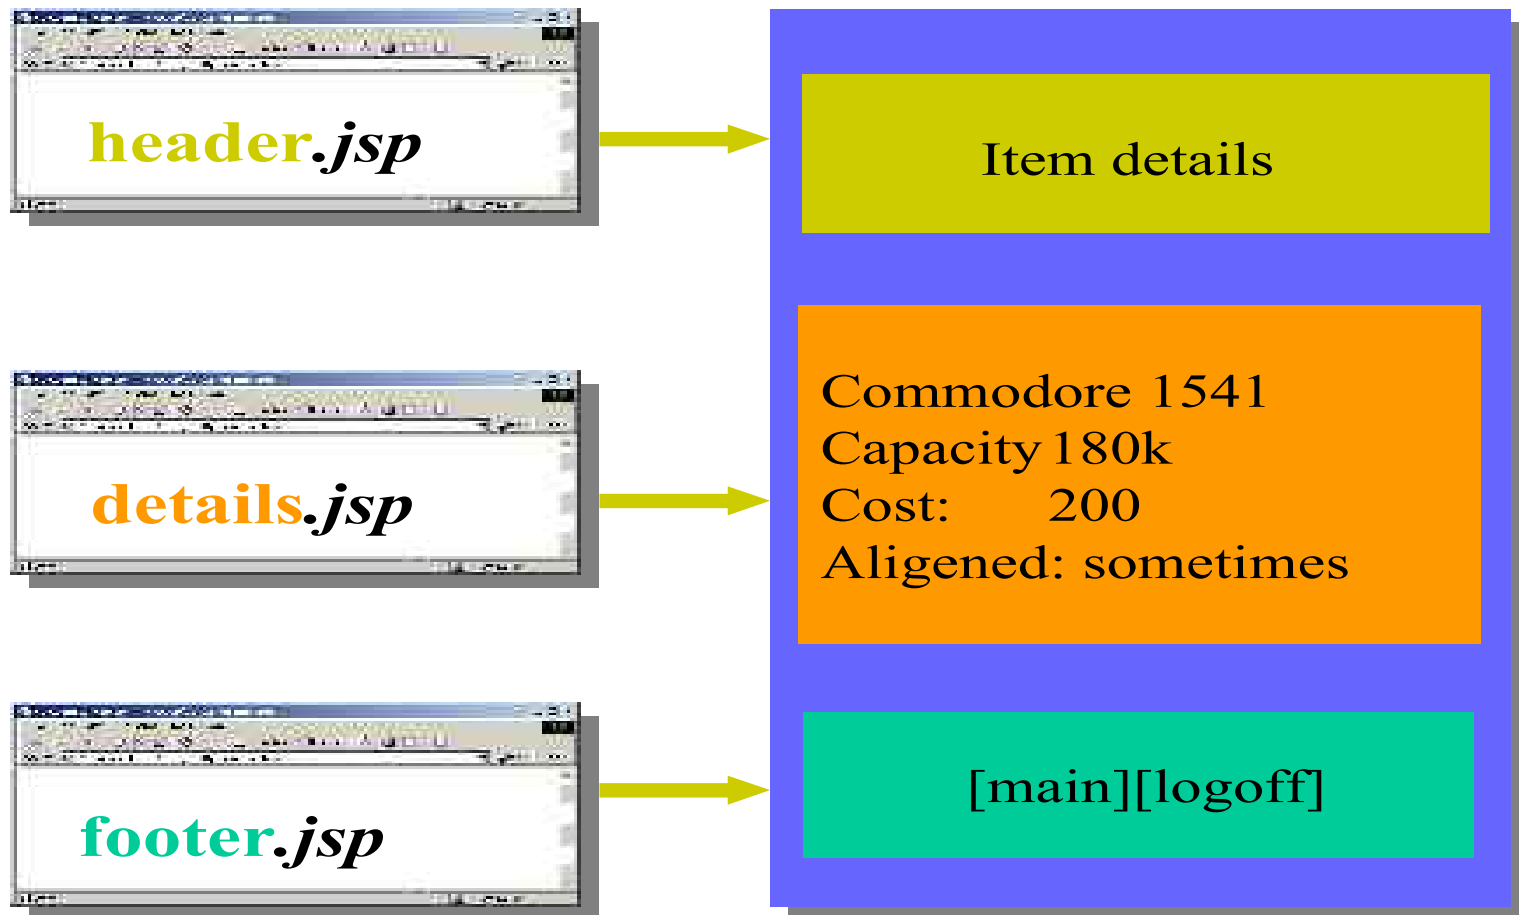 header.jsp
Item details
details.jsp
Commodore 1541
Capacity 180k
Cost: 200
Aligened: sometimes
footer.jsp
[main][logoff]